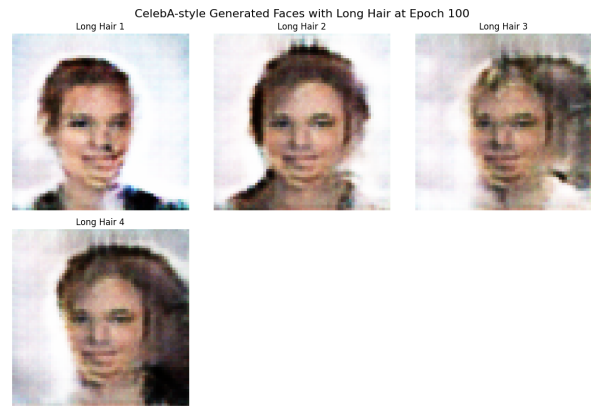 CelebA-style Generated Faces with Long Hair at Epoch 100
Long Hair 1
Long Hair 2
Long Hair 3
Long Hair 4